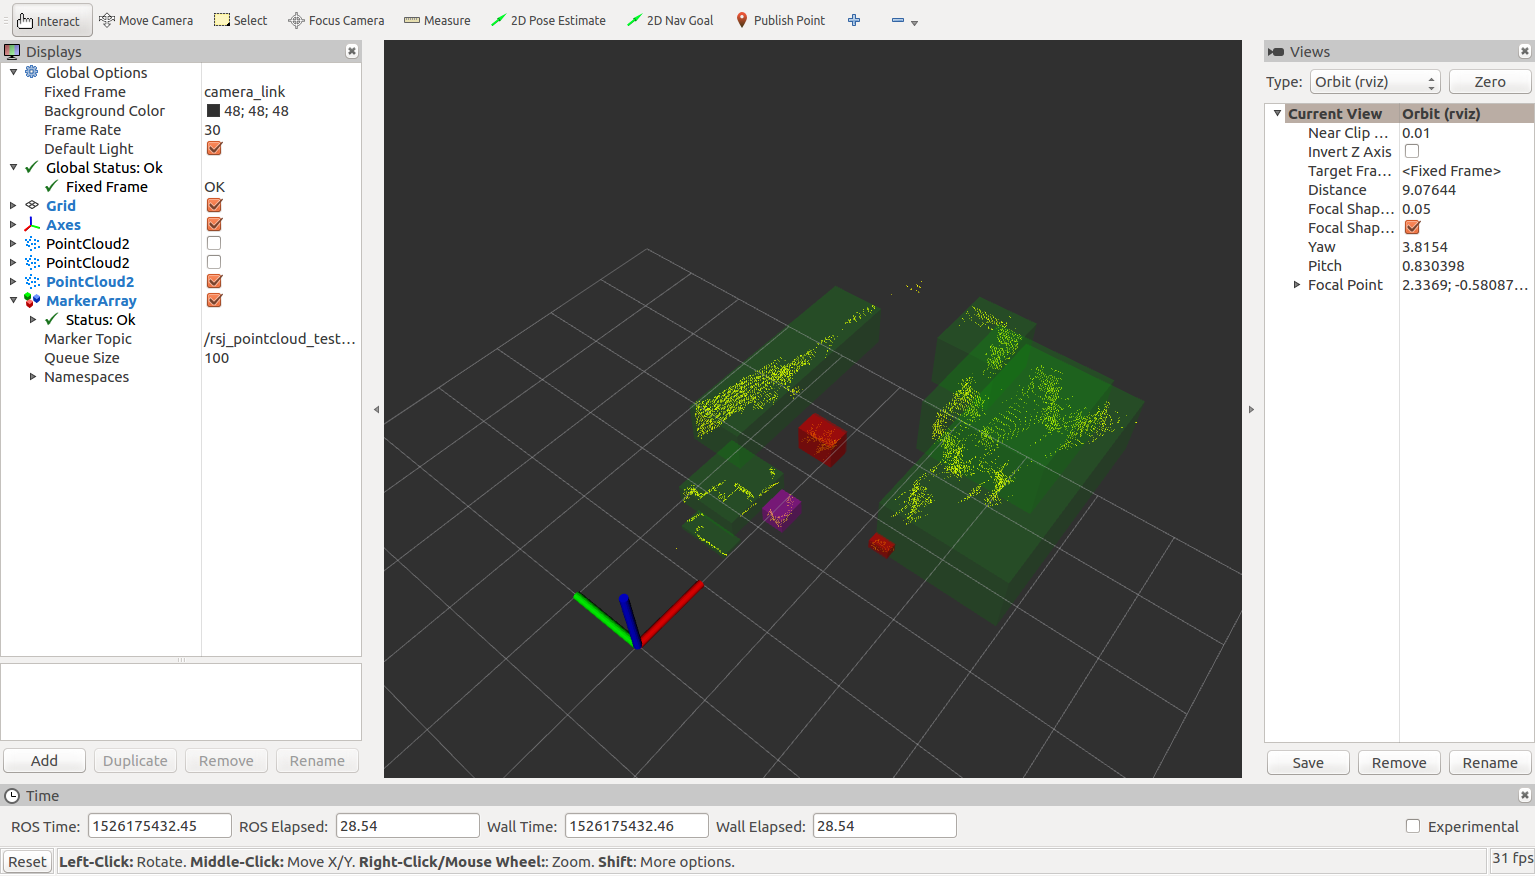 Interact Move Camera Select Focus Camera Measure 2D Pose Estimate 2D Nav Goal Publish Point
Displays
Global Options
Fixed Frame camera_link
Background Color 48; 48; 48
Frame Rate 30
Default Light
Global Status: Ok
Fixed Frame OK
Grid
Axes
PointCloud2
PointCloud2
PointCloud2
MarkerArray
Status: Ok
Marker Topic /rsj_pointcloud_test...
Queue Size 100
Namespaces
Add Duplicate Remove Rename
Views
Type: Orbit (rviz) Zero
Current View Orbit (rviz)
Near Clip ... 0.01
Invert Z Axis
Target Fra... <Fixed Frame>
Distance 9.07644
Focal Shap... 0.05
Focal Shap...
Yaw 3.8154
Pitch 0.830398
Focal Point 2.3369; -0.58087...
Save Remove Rename
Time
ROS Time: 1526175432.45 ROS Elapsed: 28.54 Wall Time: 1526175432.46 Wall Elapsed: 28.54 Experimental
Reset Left-Click: Rotate. Middle-Click: Move X/Y. Right-Click/Mouse Wheel:: Zoom. Shift: More options. 31 fps